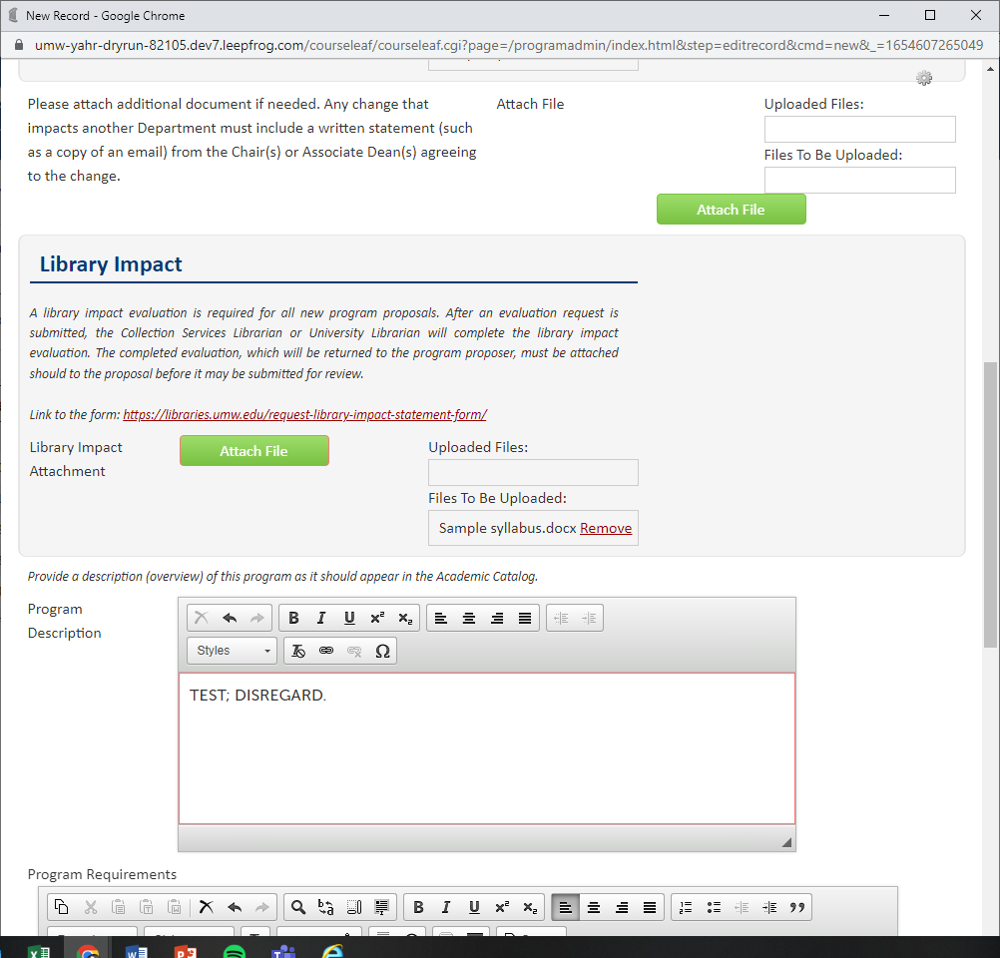 New Record - Google Chrome
umw-yahr-dryrun-82105.dev7.leepfrog.com/courseleaf/courseleaf.cgi?page=/programadmin/index.html&step=editrecord&cmd=new&_=1654607265049
Please attach additional document if needed. Any change that
impacts another Department must include a written statement (such
as a copy of an email) from the Chair(s) or Associate Dean(s) agreeing
to the change.
Attach File
Uploaded Files:
Files To Be Uploaded:
Attach File
Library Impact
A library impact evaluation is required for all new program proposals. After an evaluation request is
submitted, the Collection Services Librarian or University Librarian will complete the library impact
evaluation. The completed evaluation, which will be returned to the program proposer, must be attached
should to the proposal before it may be submitted for review.
Link to the form: https://libraries.umw.edu/request-library-impact-statement-form/
Library Impact
Attachment
Attach File
Uploaded Files:
Files To Be Uploaded:
Sample syllabus.docx Remove
Provide a description (overview) of this program as it should appear in the Academic Catalog.
Program
Description
B I U x² x₂
Styles
Ω
TEST; DISREGARD.
Program Requirements
B I U x² x₂